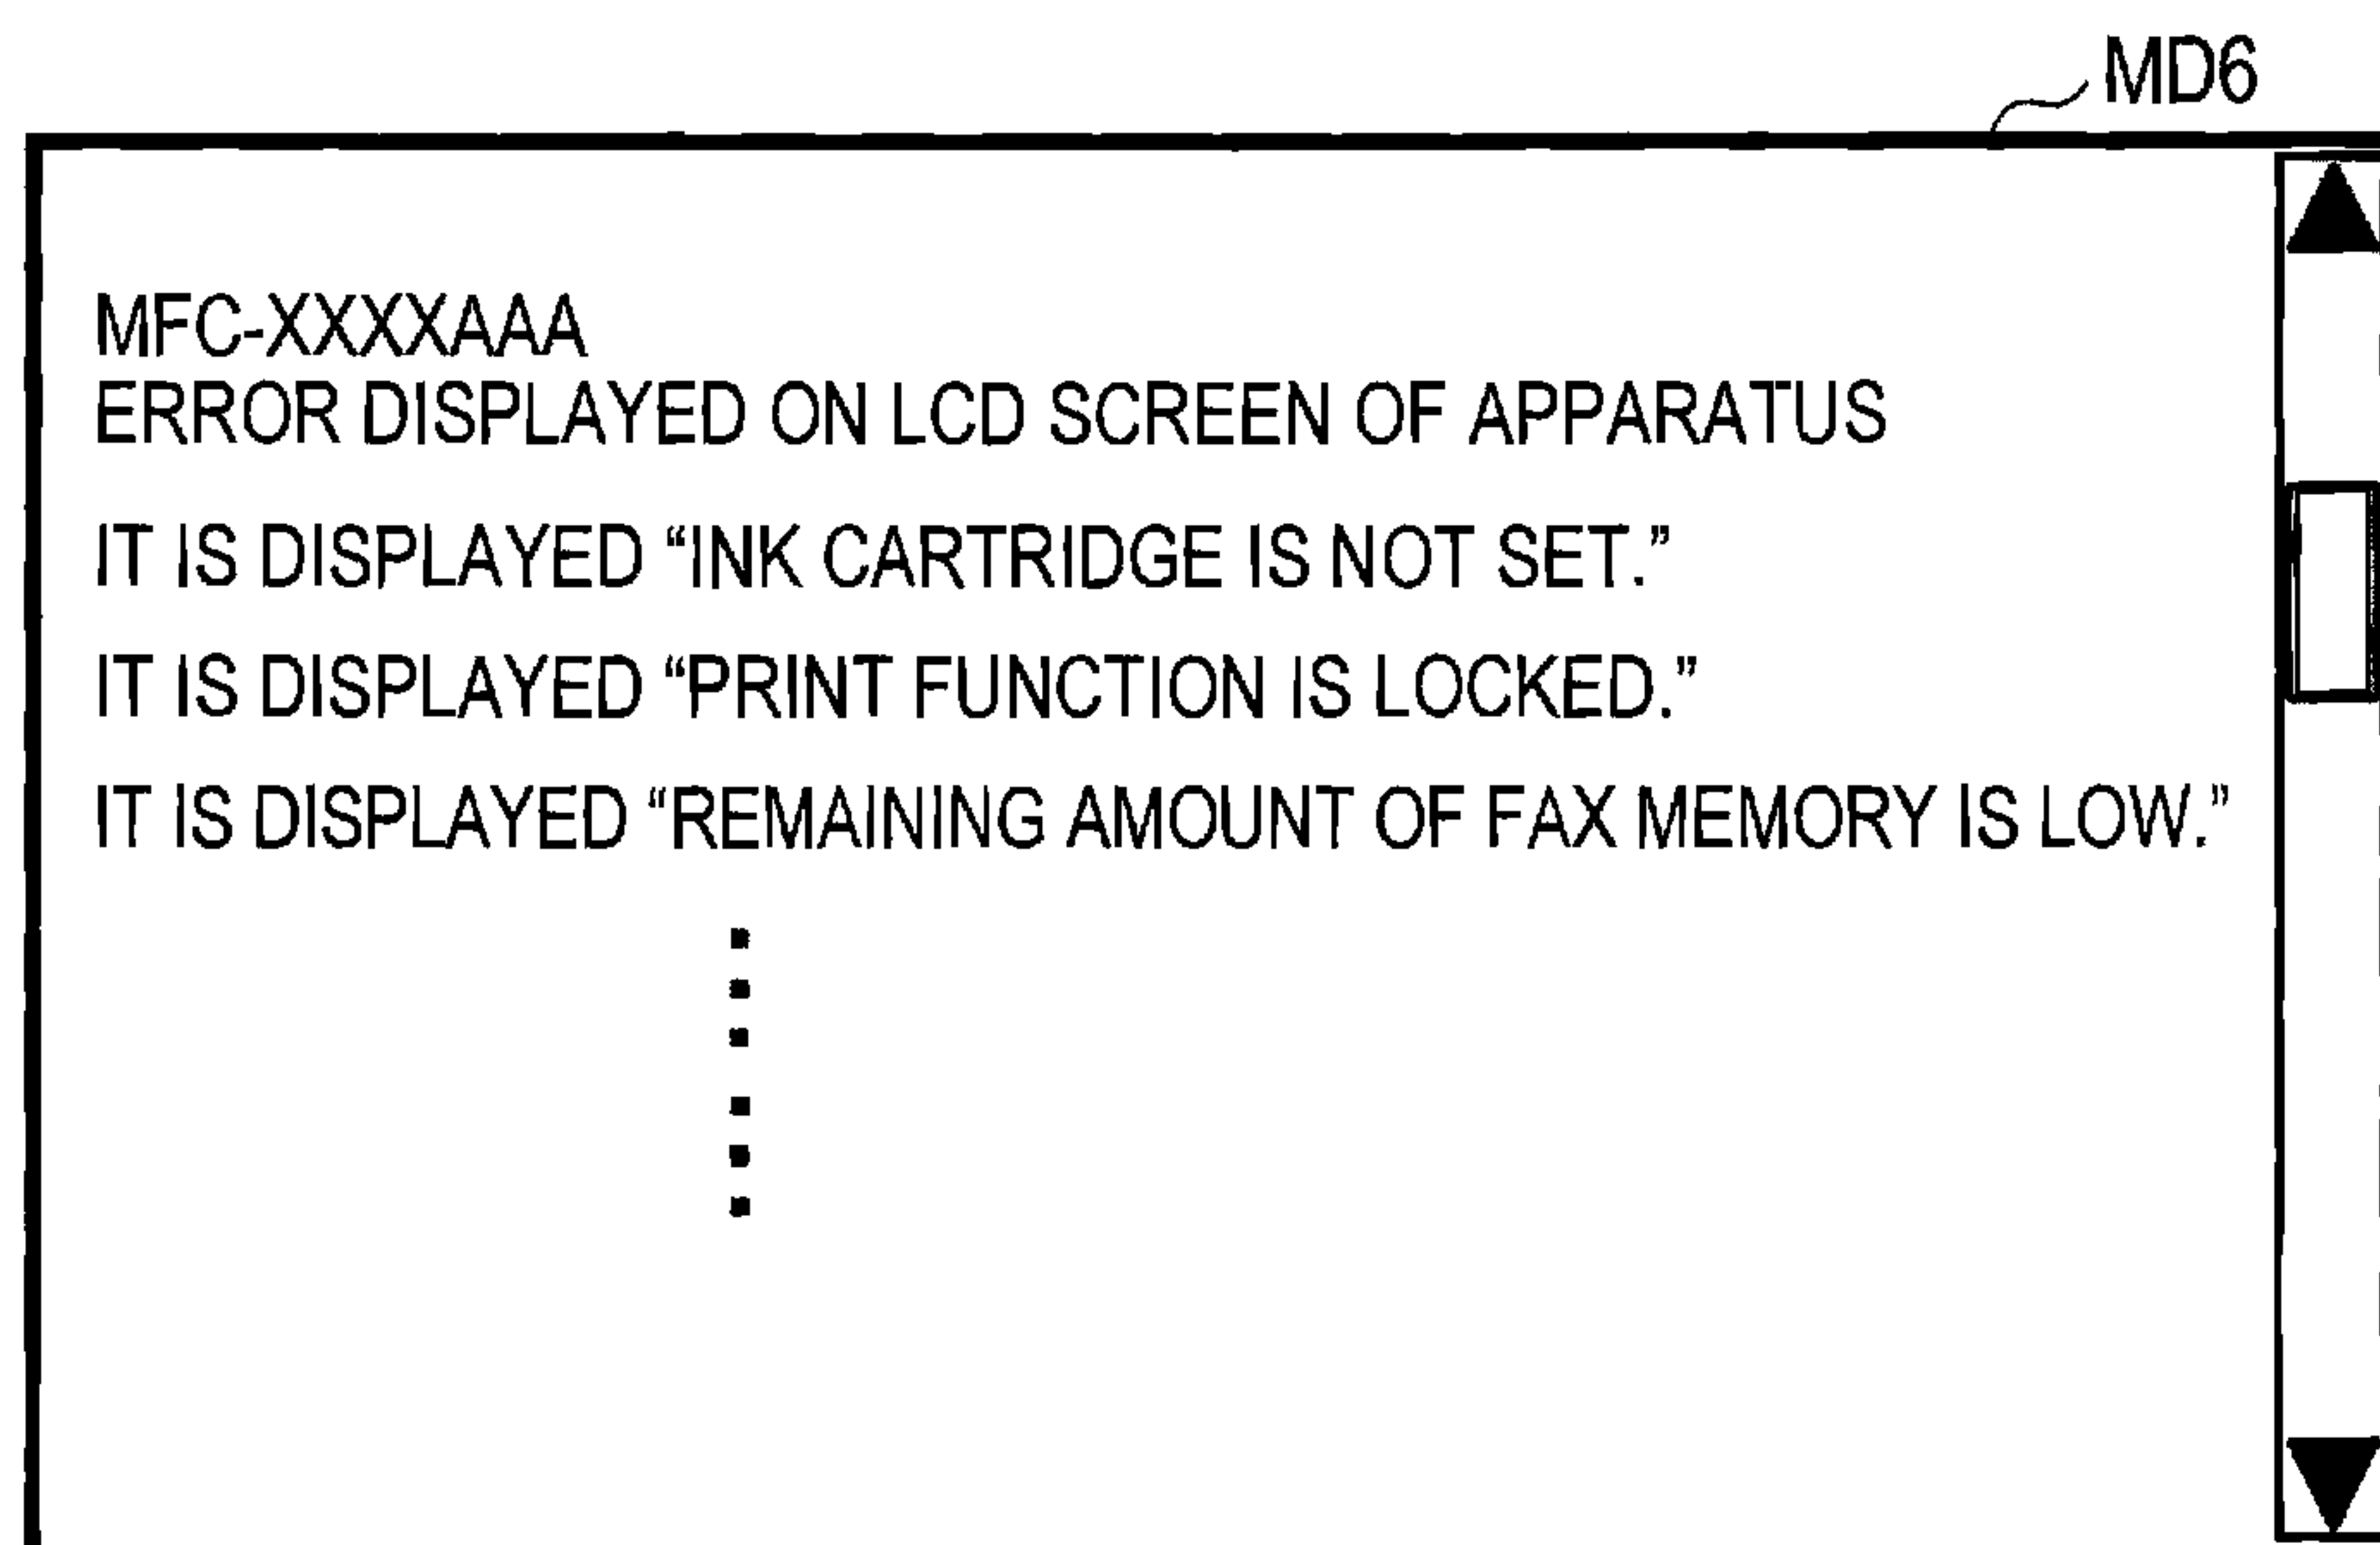 MD6
MFC-XXXXAAA
ERROR DISPLAYED ON LCD SCREEN OF APPARATUS
IT IS DISPLAYED “INK CARTRIDGE IS NOT SET.”
IT IS DISPLAYED “PRINT FUNCTION IS LOCKED.”
IT IS DISPLAYED “REMAINING AMOUNT OF FAX MEMORY IS LOW.”